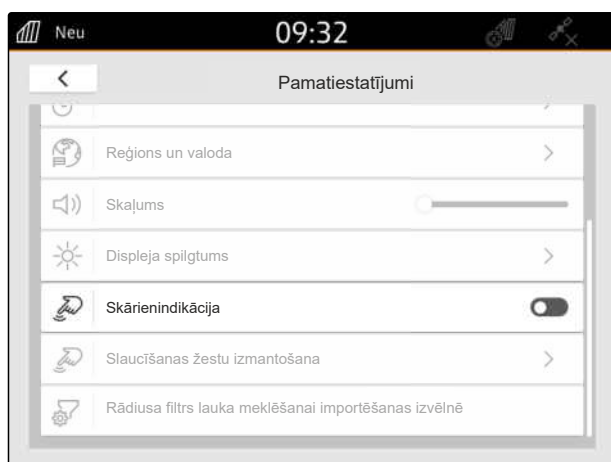 Neu
09:32
Pamatiestatījumi
Reģions un valoda
Skaļums
Displeja spilgtums
Skārienindikācija
Slaucīšanas žestu izmantošana
Rādiusa filtrs lauka meklēšanai importēšanas izvēlnē